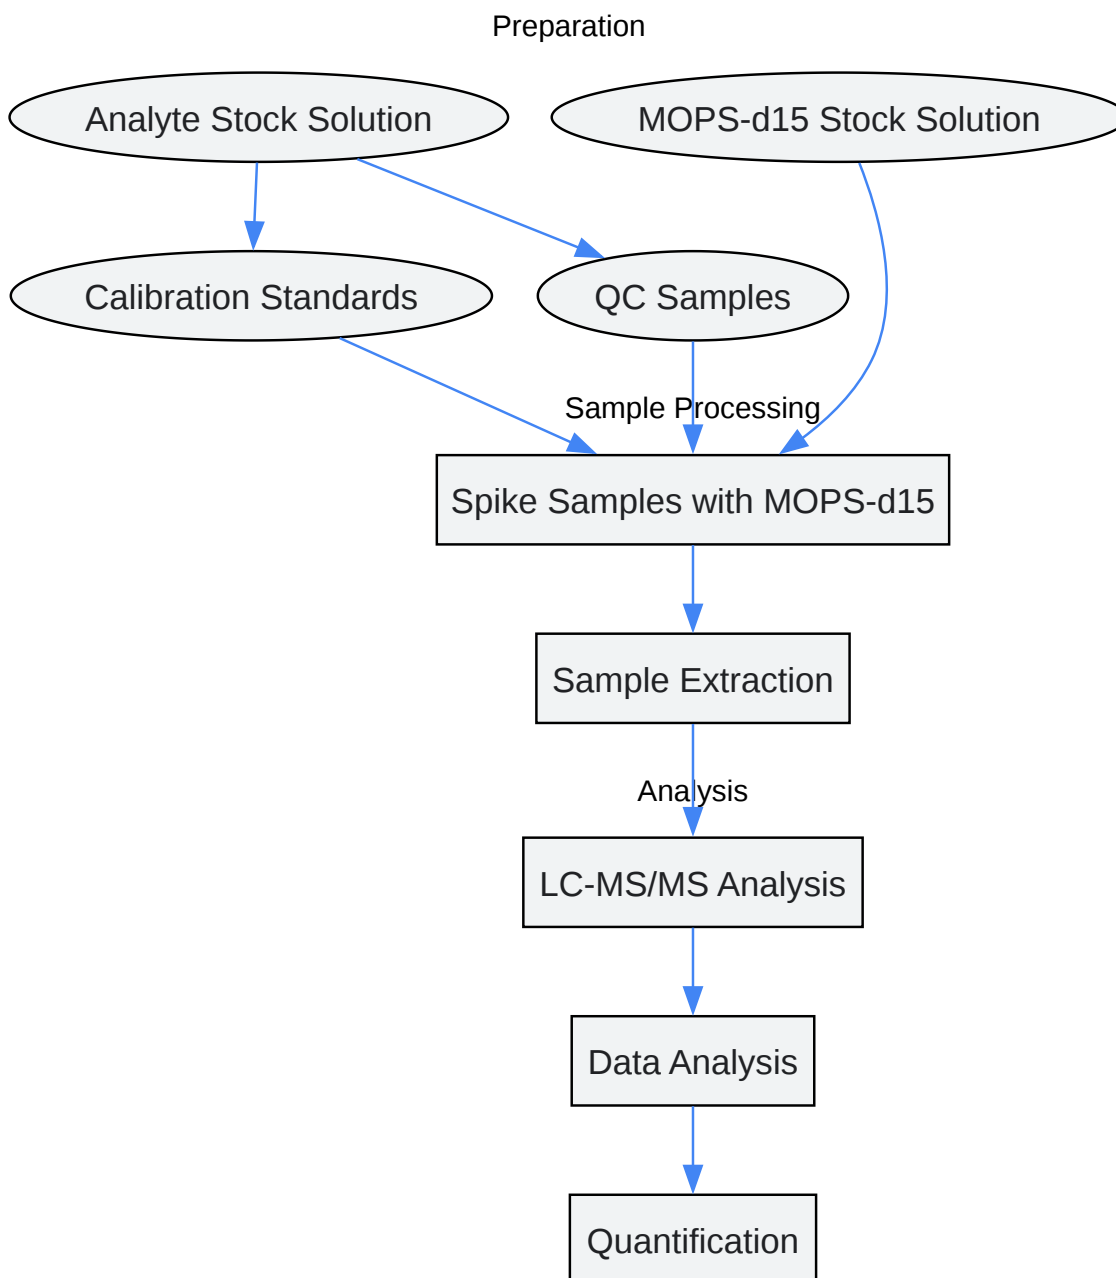 Preparation
Analyte Stock Solution
MOPS-d15 Stock Solution
Calibration Standards
QC Samples
Sample Processing
Spike Samples with MOPS-d15
Sample Extraction
Analysis
LC-MS/MS Analysis
Data Analysis
Quantification